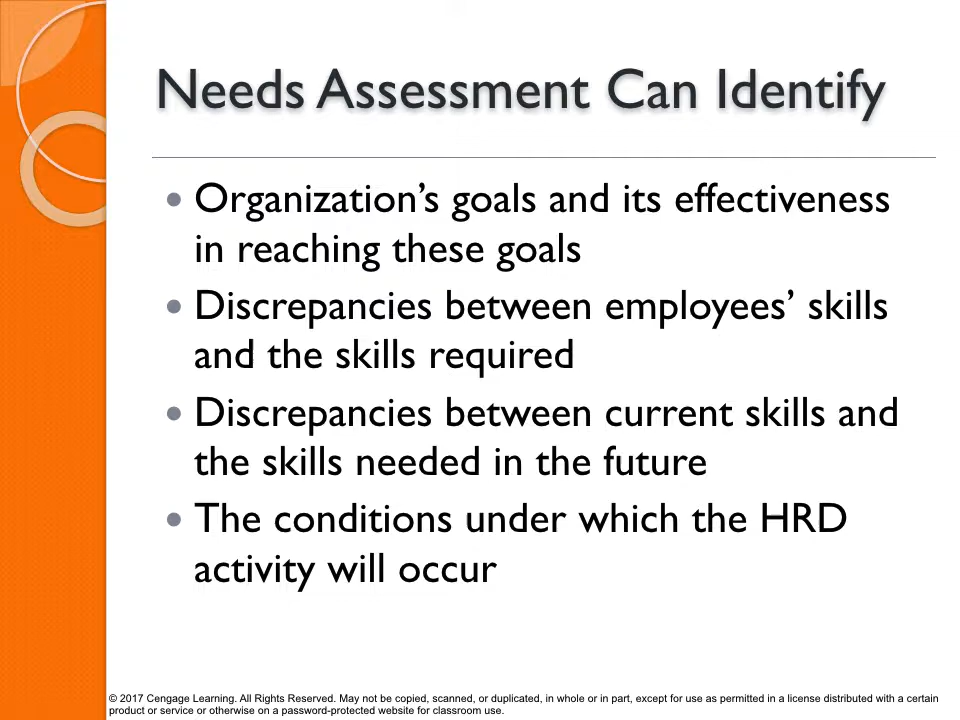 Needs Assessment Can Identify
• Organization’s goals and its effectiveness
in reaching these goals
• Discrepancies between employees’ skills
and the skills required
• Discrepancies between current skills and
the skills needed in the future
• The conditions under which the HRD
activity will occur
© 2017 Cengage Learning. All Rights Reserved. May not be copied, scanned, or duplicated, in whole or in part, except for use as permitted in a license distributed with a certain
product or service or otherwise on a password-protected website for classroom use.